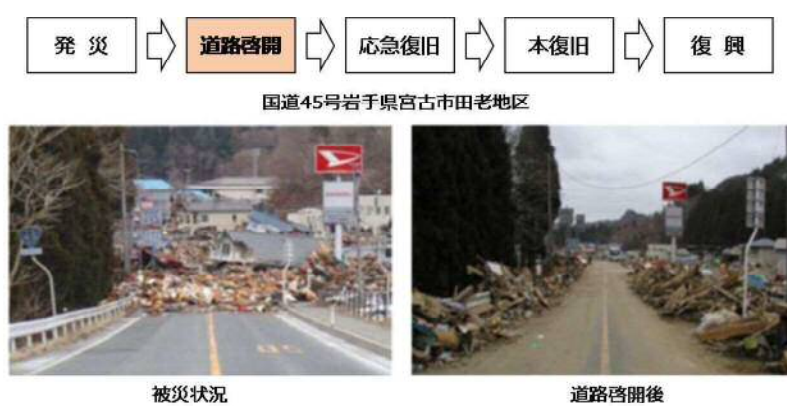 発 災
道路啓開
応急復旧
本復旧
復 興
国道45号岩手県宮古市田老地区
被災状況
道路啓開後